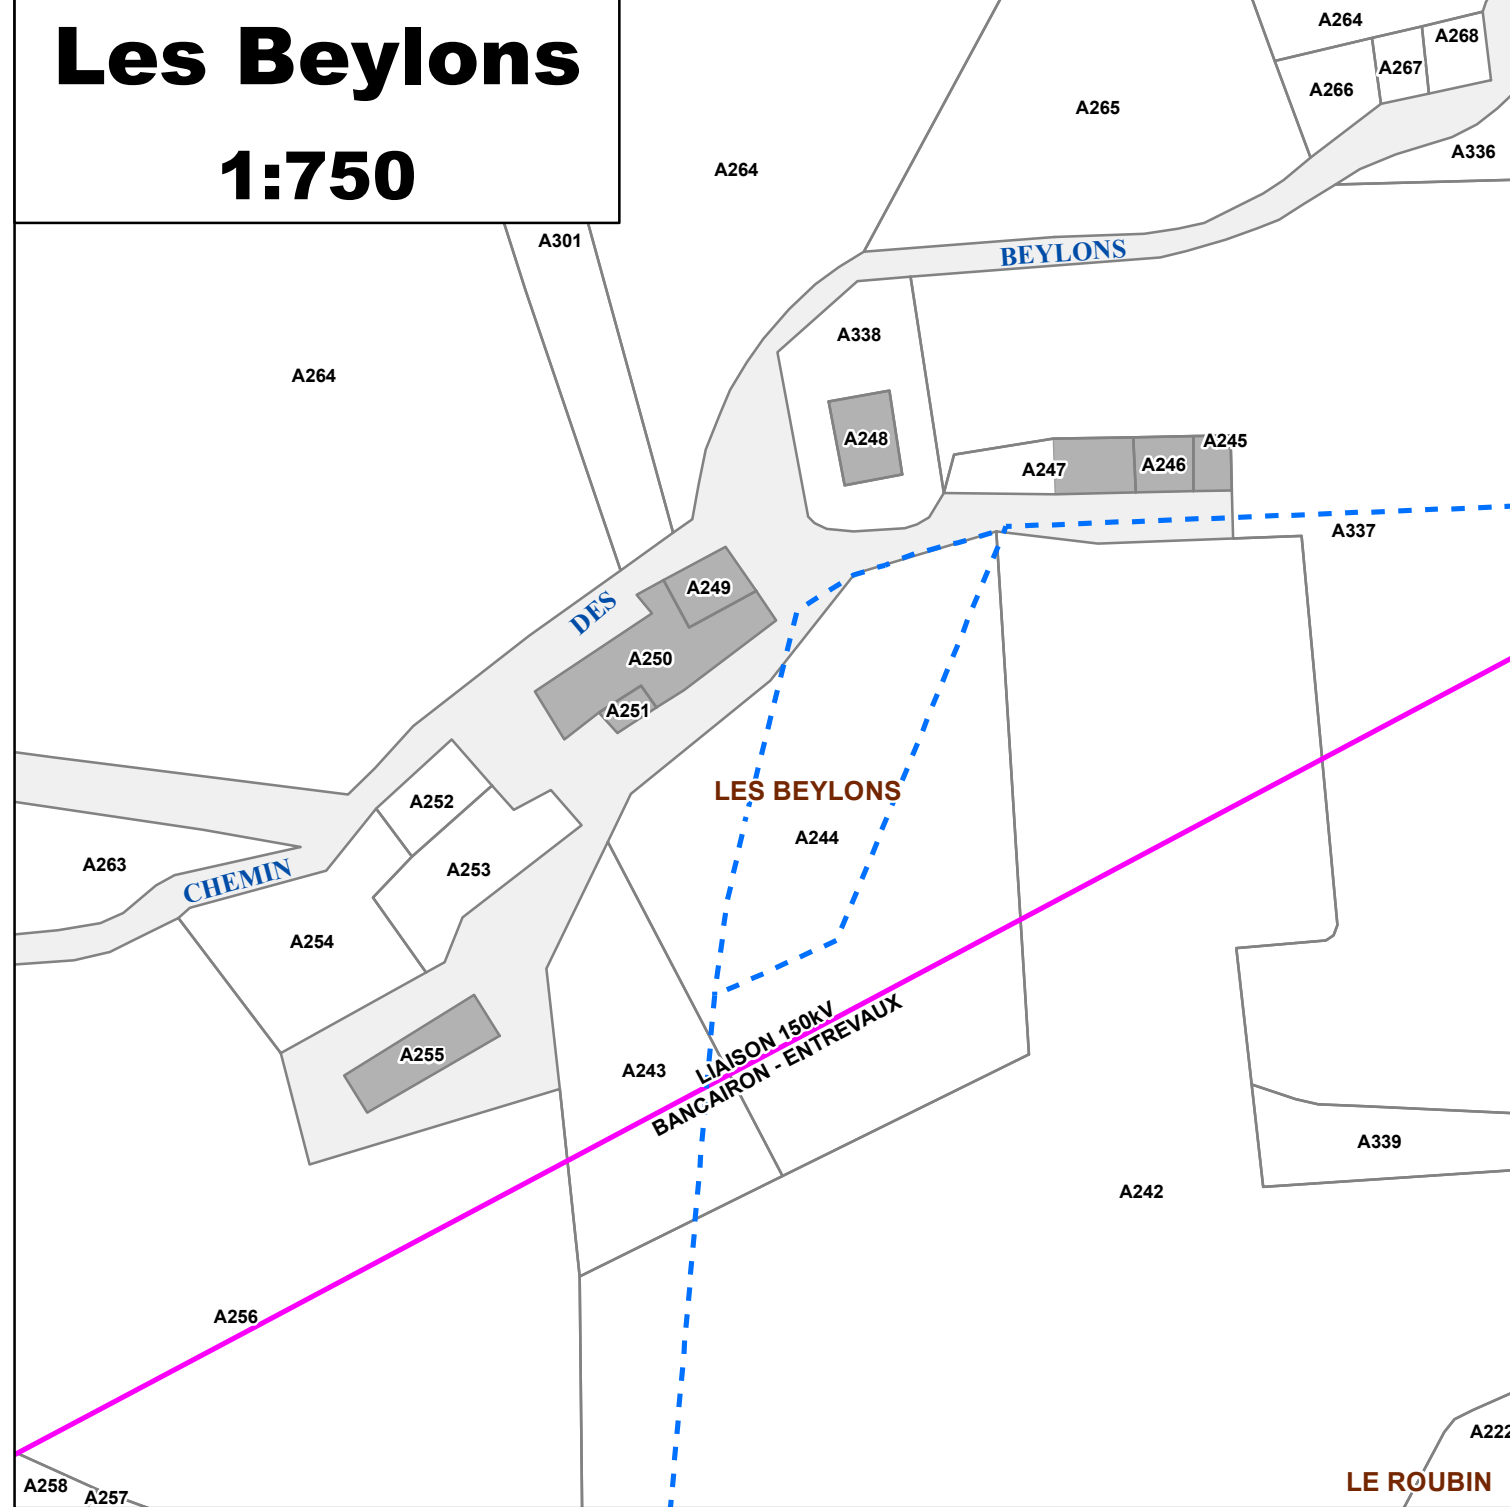 Les Beylons
1:750
A264
A268
A267
A266
A265
A336
A264
A301
BEYLONS
A338
A264
A248
A245
A246
A247
A337
A249
DES
A250
A251
LES BEYLONS
A252
A244
A263
A253
CHEMIN
A254
A255
A243
LIAISON 150kV
BANCAIRON - ENTREVAUX
A339
A242
A256
A222
LE ROUBIN
A258
A257